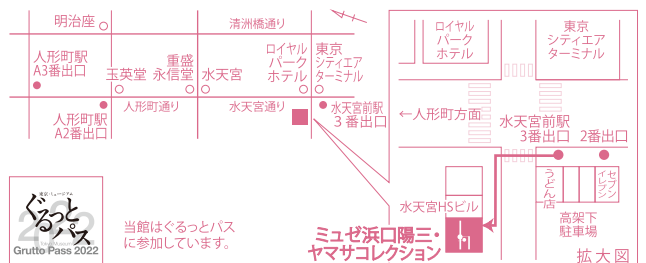 明治座
清洲橋通り
人形町駅
A3番出口
玉英堂
重盛
永信堂
水天宮
ロイヤル
パーク
ホテル
東京
シティエア
ターミナル
人形町駅
A2番出口
人形町通り
水天宮通り
水天宮前駅
3番出口
ロイヤル
パーク
ホテル
東京
シティエア
ターミナル
←人形町方面
水天宮前駅
3番出口
2番出口
うどん店
セブン
イレブン
水天宮HSビル
高架下
駐車場
ミュゼ浜口陽三・
ヤマサコレクション
拡大図
東京・ミュージアム
ぐるっと
パス
2022
Grutto Pass 2022
当館はぐるっとパス
に参加しています。